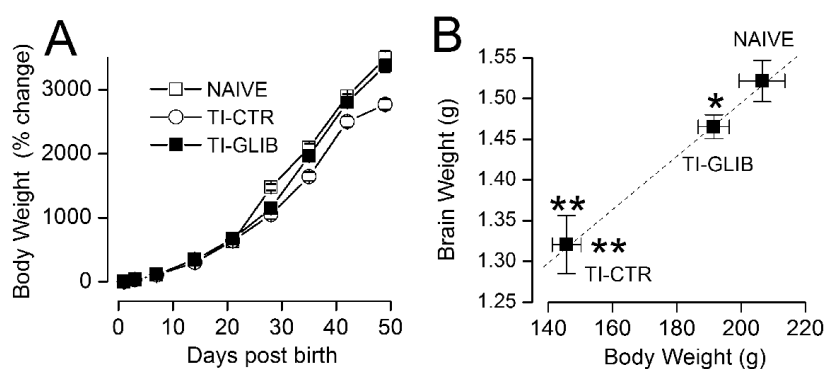 A
B
Body Weight (% change)
3000
2000
1000
0
NAIVE
TI-CTR
TI-GLIB
0 10 20 30 40 50
Days post birth
Brain Weight (g)
1.55
1.50
1.45
1.40
1.35
1.30
1.25
NAIVE
*
TI-GLIB
**
**
TI-CTR
140 160 180 200 220
Body Weight (g)